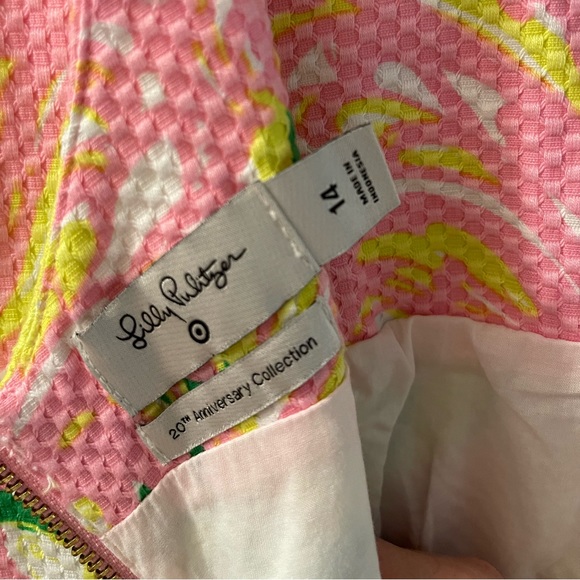 Lilly Pulitzer
14
MADE IN
INDONESIA
20TH Anniversary Collection